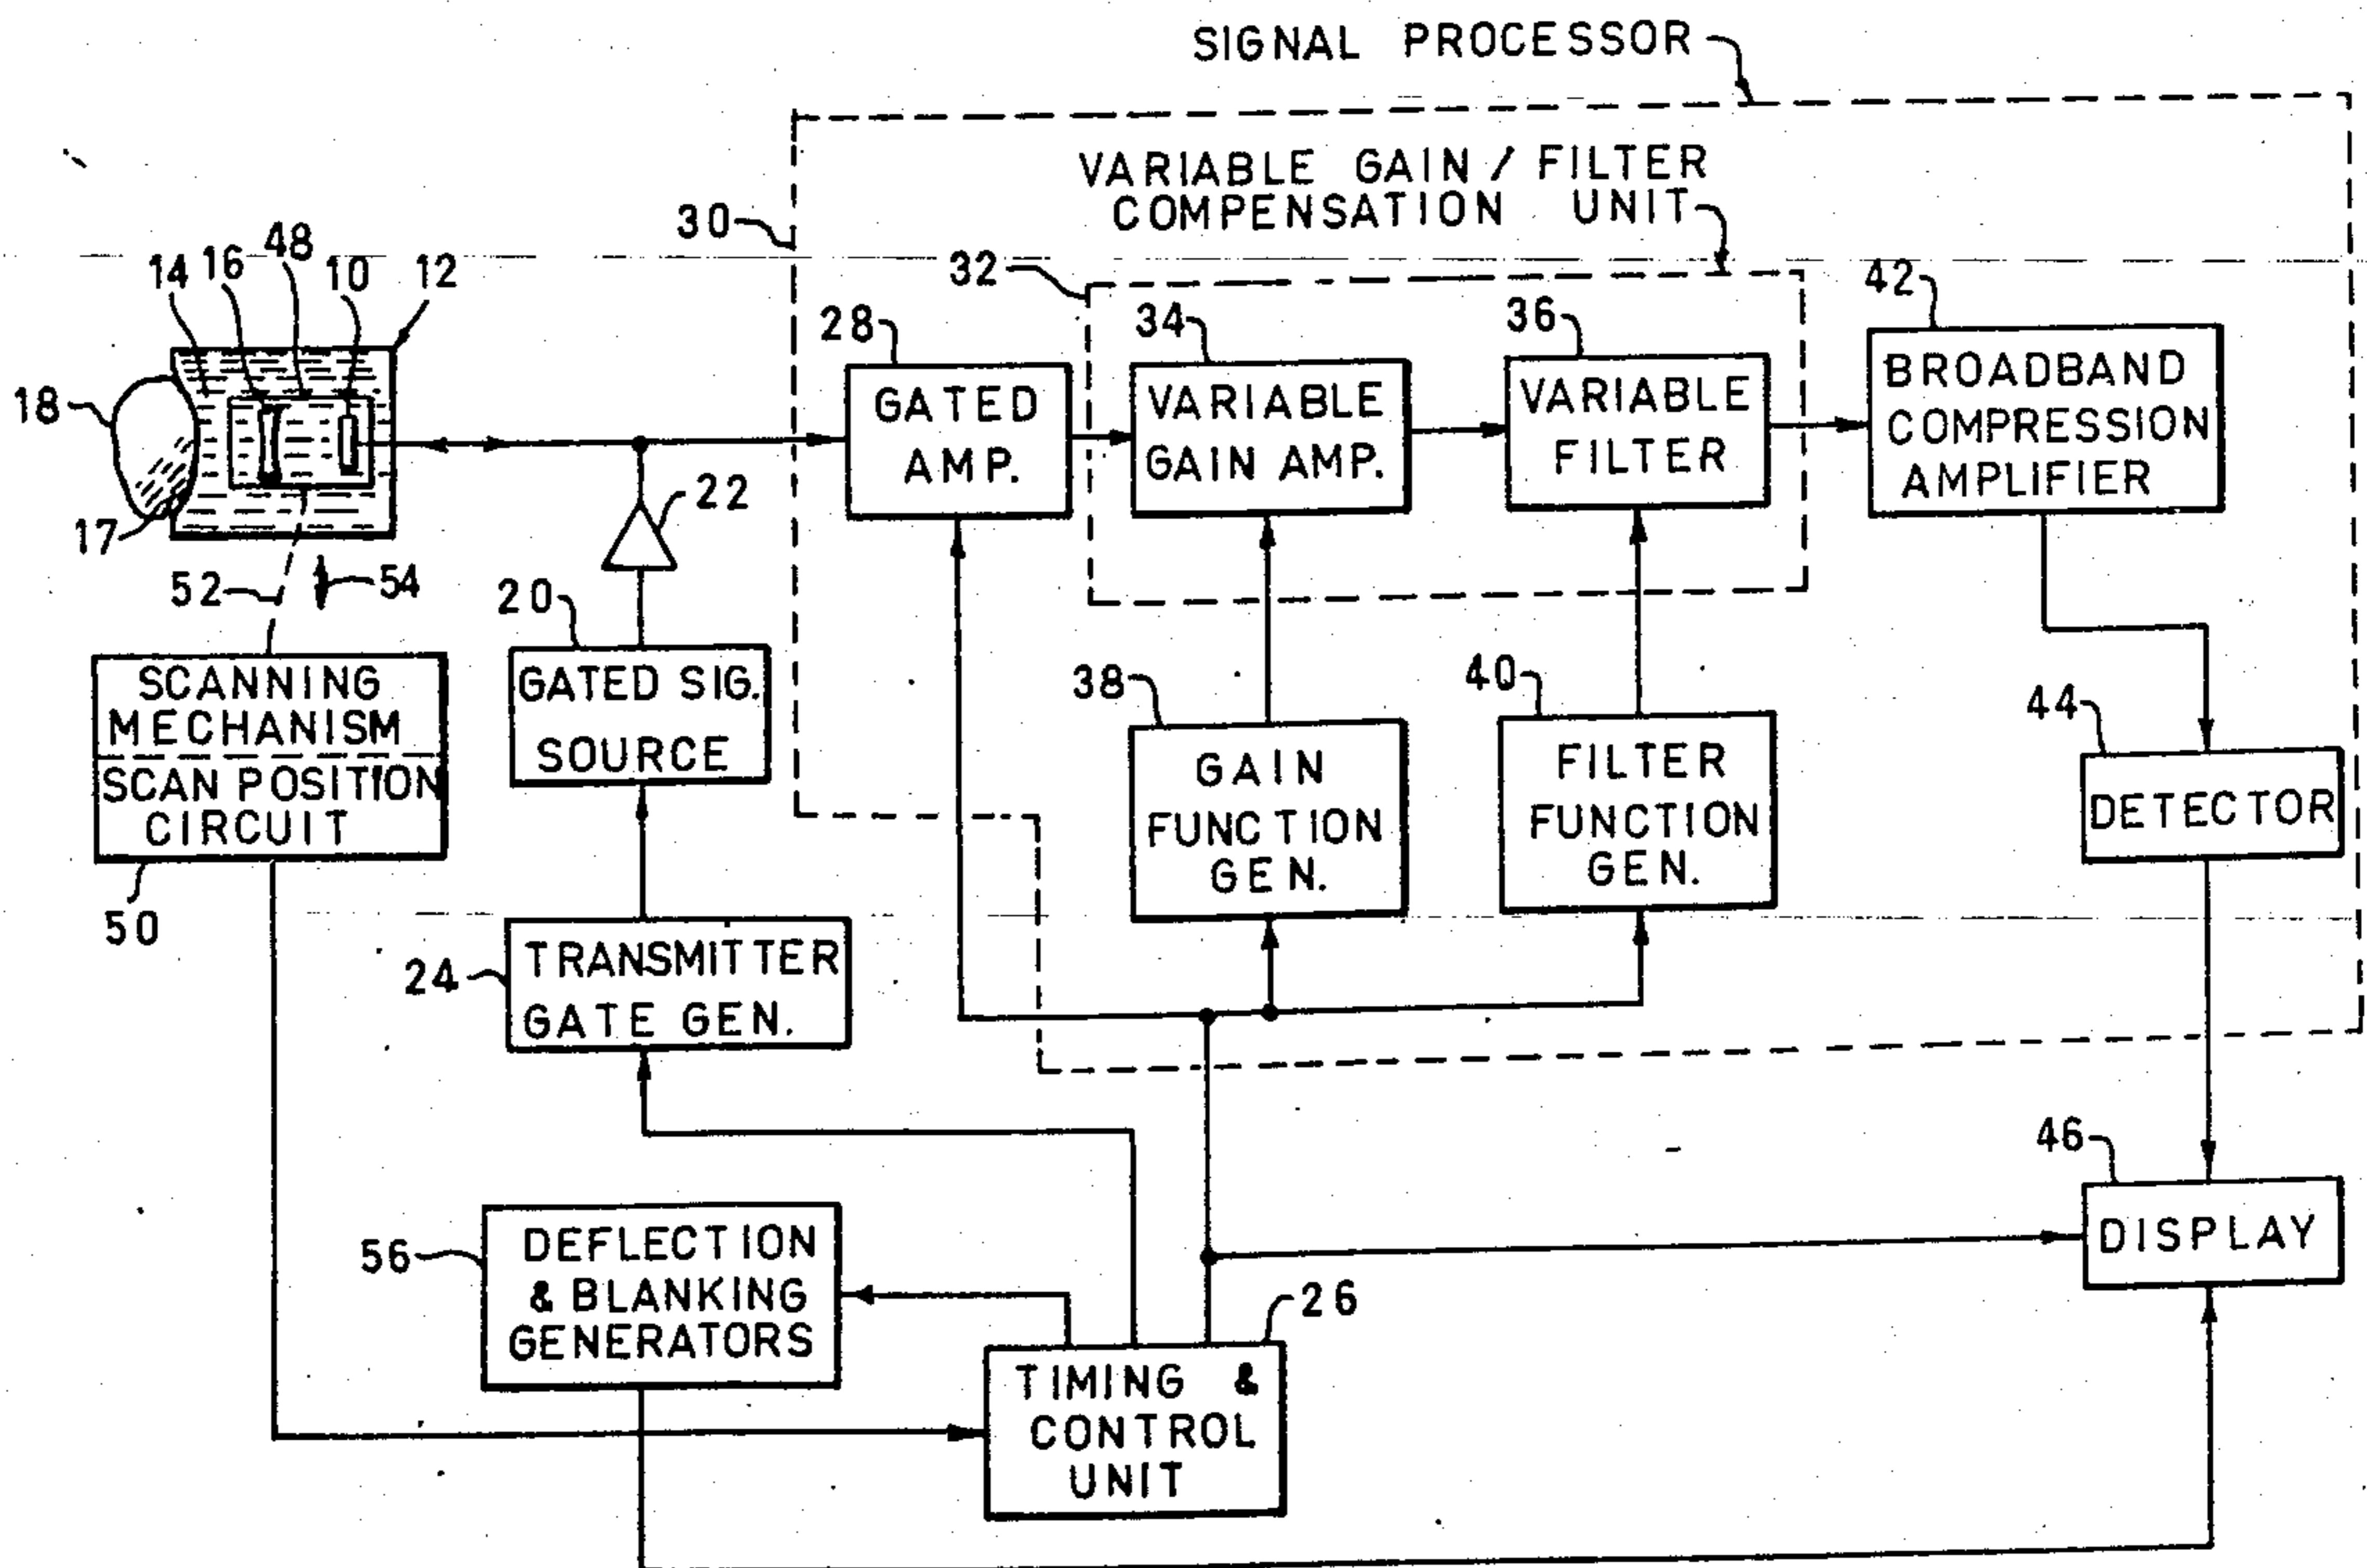 SIGNAL PROCESSOR
VARIABLE GAIN / FILTER
COMPENSATION UNIT
30
32
14 16 48 10 12
18
17
28
GATED
AMP.
34
VARIABLE
GAIN AMP.
36
VARIABLE
FILTER
42
BROADBAND
COMPRESSION
AMPLIFIER
22
52
54
20
GATED SIG.
SOURCE
SCANNING
MECHANISM
SCAN POSITION
CIRCUIT
50
38
GAIN
FUNCTION
GEN.
40
FILTER
FUNCTION
GEN.
44
DETECTOR
24
TRANSMITTER
GATE GEN.
46
DISPLAY
56
DEFLECTION
& BLANKING
GENERATORS
26
TIMING &
CONTROL
UNIT